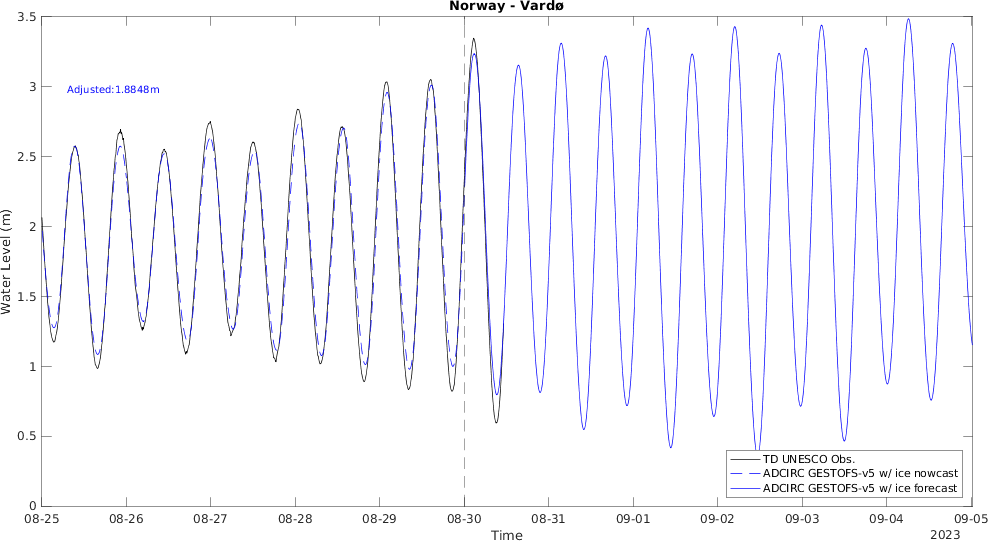 Norway - Vardø
Adjusted:1.8848m
Water Level (m)
3.5
3
2.5
2
1.5
1
0.5
0
TD UNESCO Obs.
ADCIRC GESTOFS-v5 w/ ice nowcast
ADCIRC GESTOFS-v5 w/ ice forecast
08-25 08-26 08-27 08-28 08-29 08-30 08-31 09-01 09-02 09-03 09-04 09-05
Time
2023